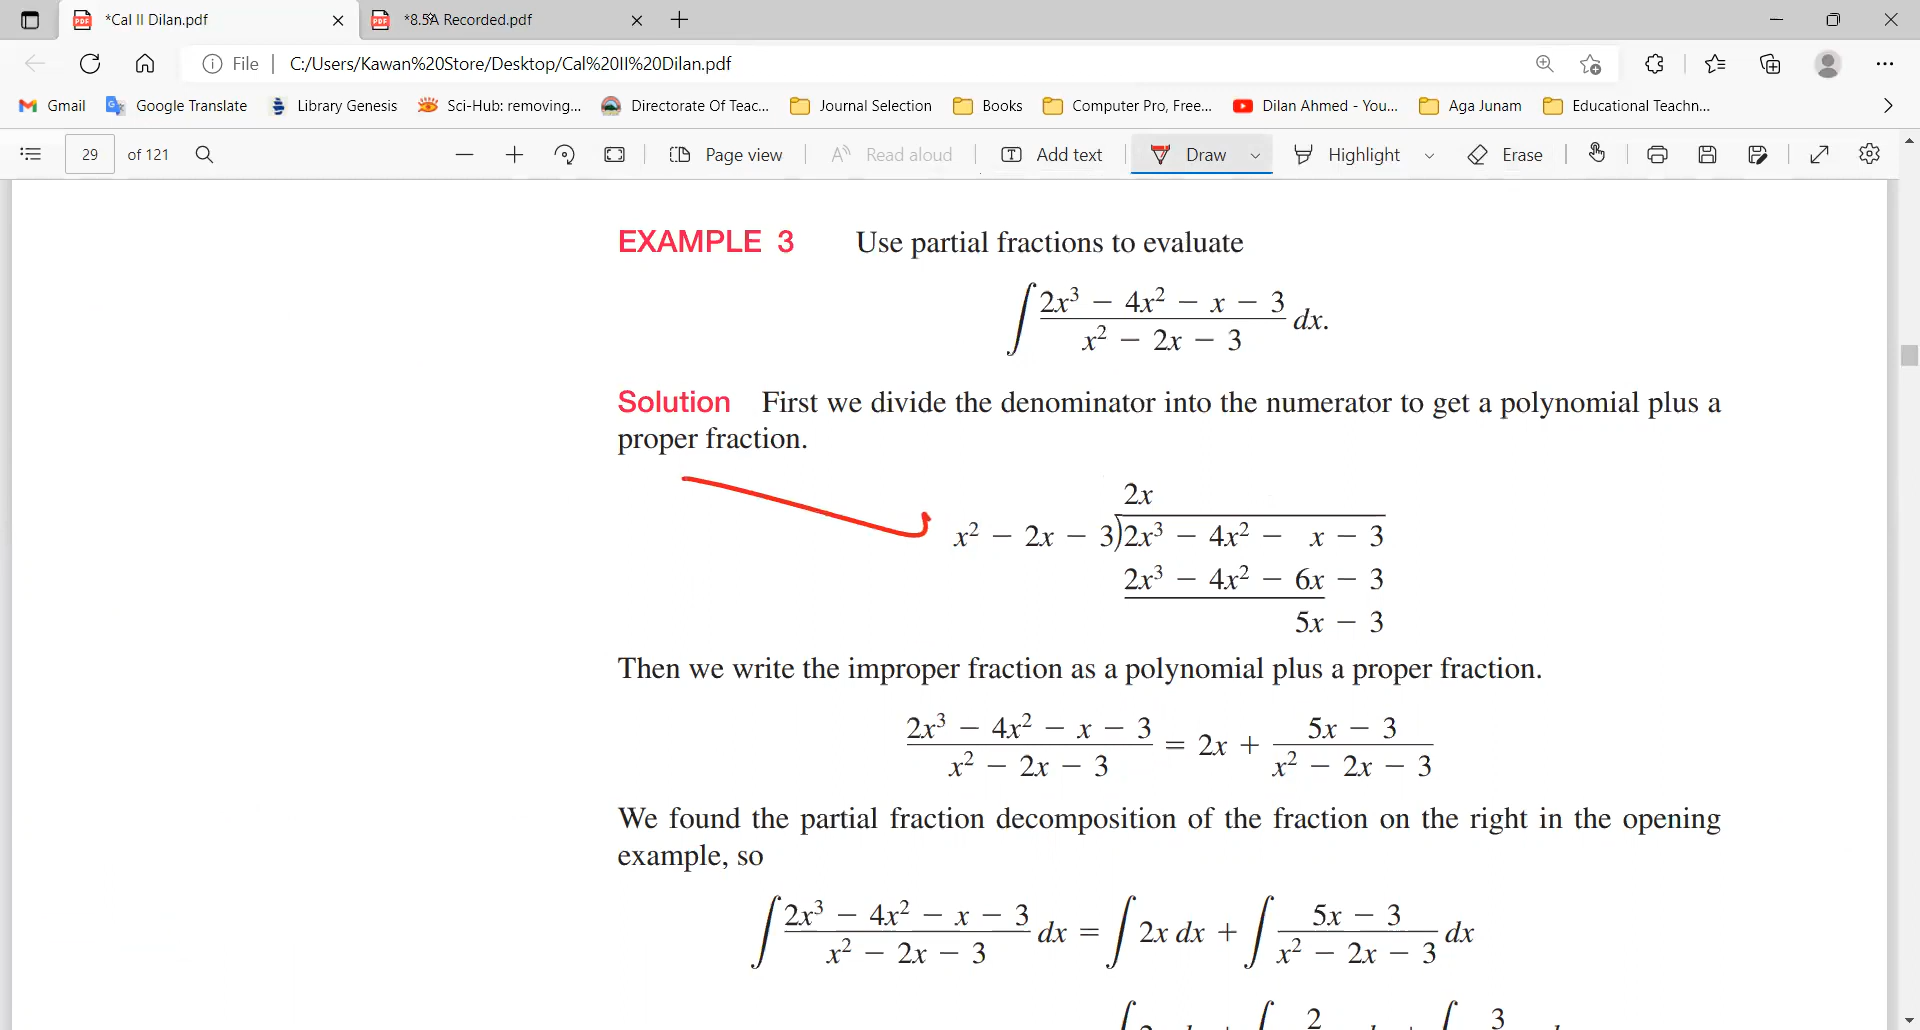 *Cal II Dilan.pdf
*8.5A Recorded.pdf
File | C:/Users/Kawan%20Store/Desktop/Cal%20II%20Dilan.pdf
Gmail Google Translate Library Genesis Sci-Hub: removing... Directorate Of Teac... Journal Selection Books Computer Pro, Free... Dilan Ahmed - You... Aga Junam Educational Teachn...
29 of 121 Page view Read aloud Add text Draw Highlight Erase
EXAMPLE 3 Use partial fractions to evaluate
∫ (2x³ − 4x² − x − 3)/(x² − 2x − 3) dx.
Solution First we divide the denominator into the numerator to get a polynomial plus a
proper fraction.
2x
x² − 2x − 3)2x³ − 4x² − x − 3
2x³ − 4x² − 6x − 3
5x − 3
Then we write the improper fraction as a polynomial plus a proper fraction.
(2x³ − 4x² − x − 3)/(x² − 2x − 3) = 2x + (5x − 3)/(x² − 2x − 3)
We found the partial fraction decomposition of the fraction on the right in the opening
example, so
∫ (2x³ − 4x² − x − 3)/(x² − 2x − 3) dx = ∫ 2x dx + ∫ (5x − 3)/(x² − 2x − 3) dx